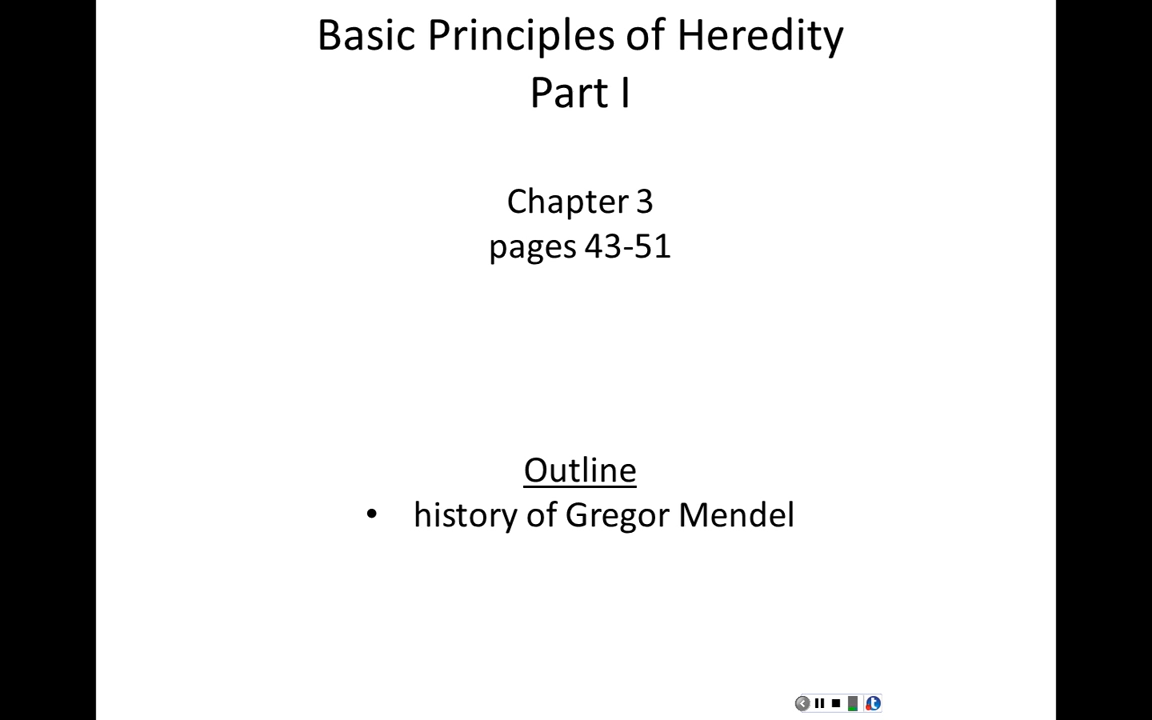 Basic Principles of Heredity
Part I
Chapter 3
pages 43-51
Outline
• history of Gregor Mendel